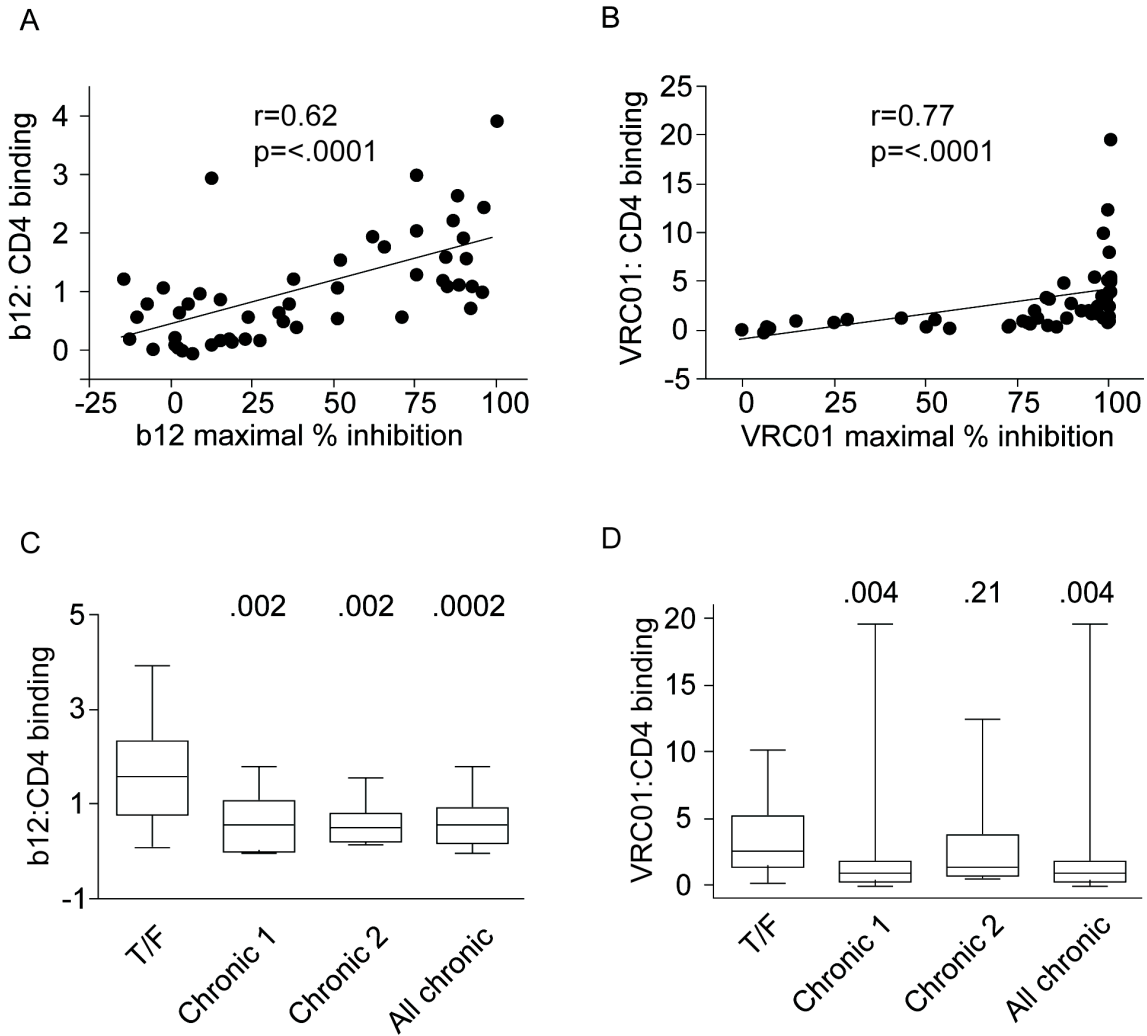 A
b12: CD4 binding
4
3
2
1
0
r=0.62
p=<.0001
-25
0
25
50
75
100
b12 maximal % inhibition
B
VRC01: CD4 binding
25
20
15
10
5
0
-5
r=0.77
p=<.0001
0
25
50
75
100
VRC01 maximal % inhibition
C
b12:CD4 binding
5
3
1
-1
.002
.002
.0002
T/F
Chronic 1
Chronic 2
All chronic
D
VRC01:CD4 binding
20
15
10
5
0
.004
.21
.004
T/F
Chronic 1
Chronic 2
All chronic